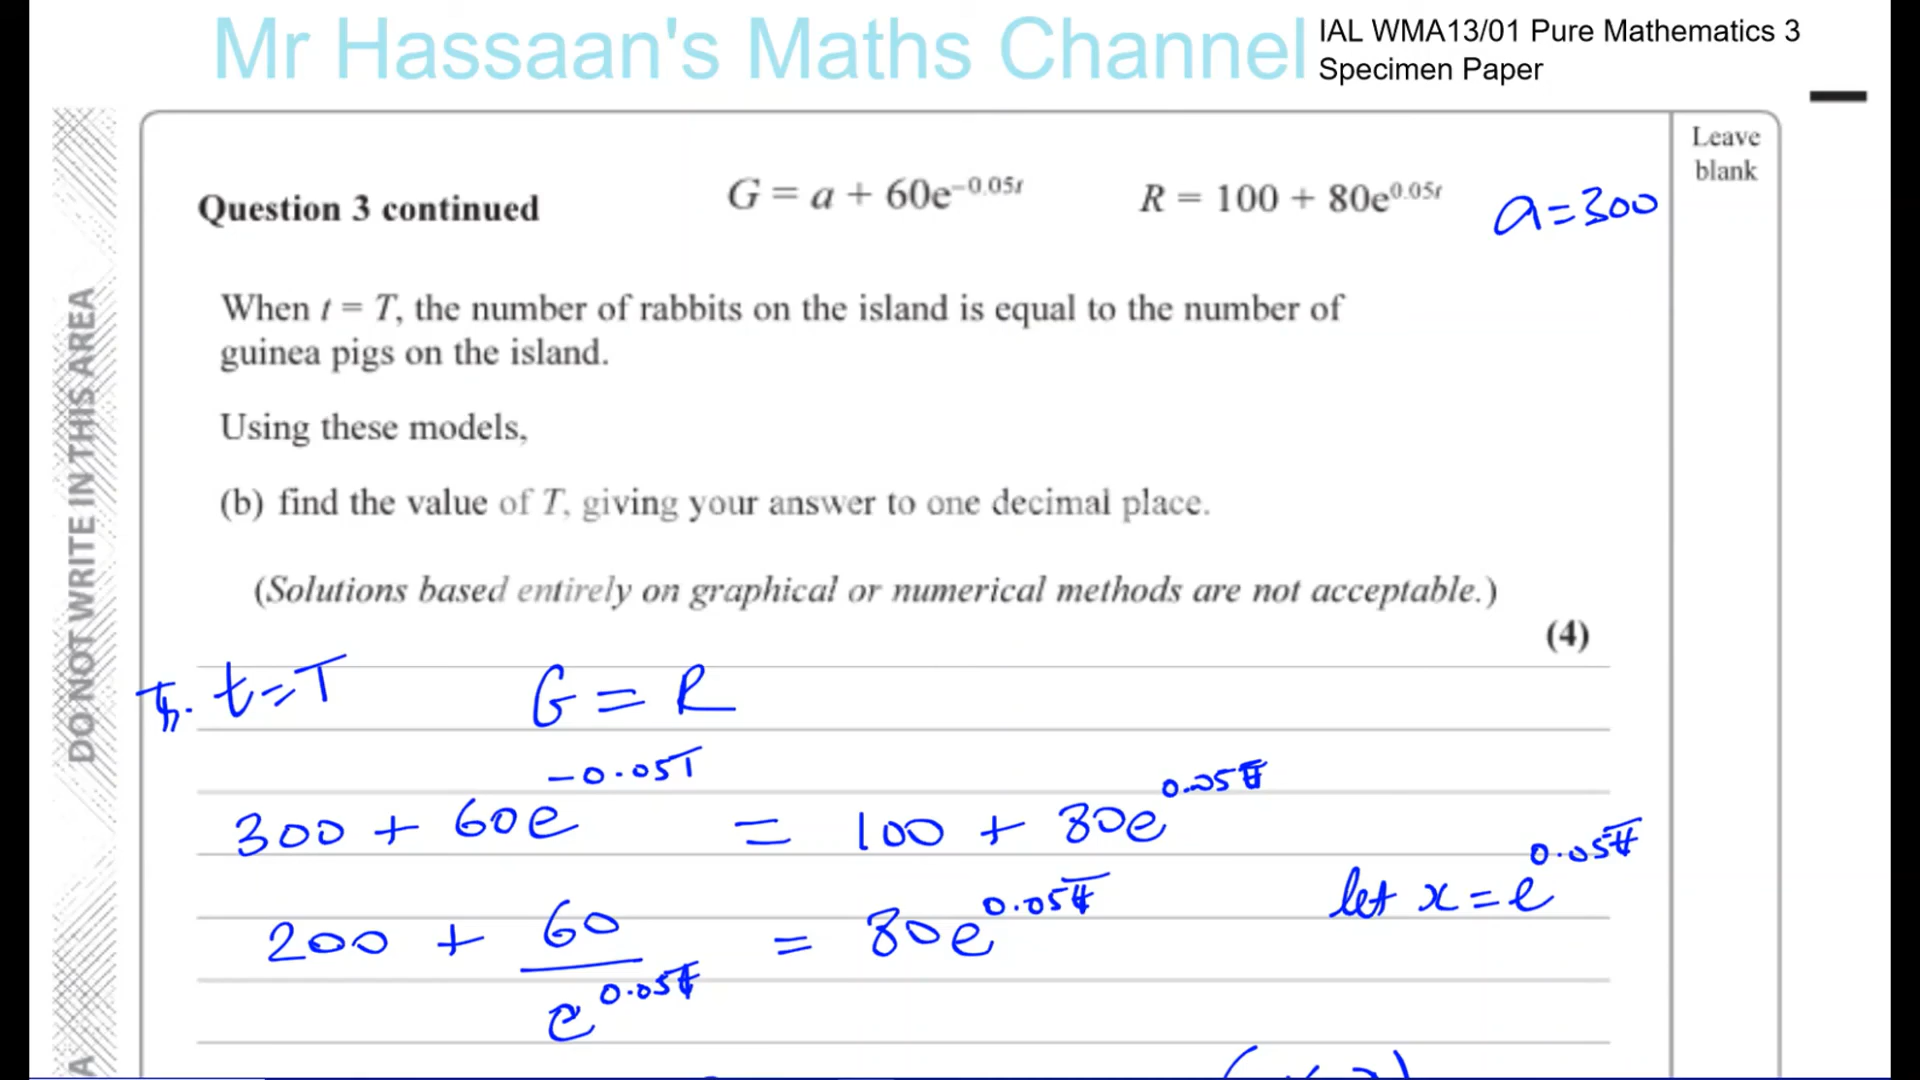 Mr Hassaan's Maths Channel
IAL WMA13/01 Pure Mathematics 3
Specimen Paper
Leave
blank
Question 3 continued
G = a + 60e^{-0.05t}
R = 100 + 80e^{0.05t}
a=300
When t = T, the number of rabbits on the island is equal to the number of
guinea pigs on the island.
Using these models,
(b) find the value of T, giving your answer to one decimal place.
(Solutions based entirely on graphical or numerical methods are not acceptable.)
(4)
DO NOT WRITE IN THIS AREA
t=T G = R
300 + 60e^{-0.05T} = 100 + 80e^{0.05T}
let x = e^{0.05T}
200 + 60/e^{0.05T} = 80e^{0.05T}
A